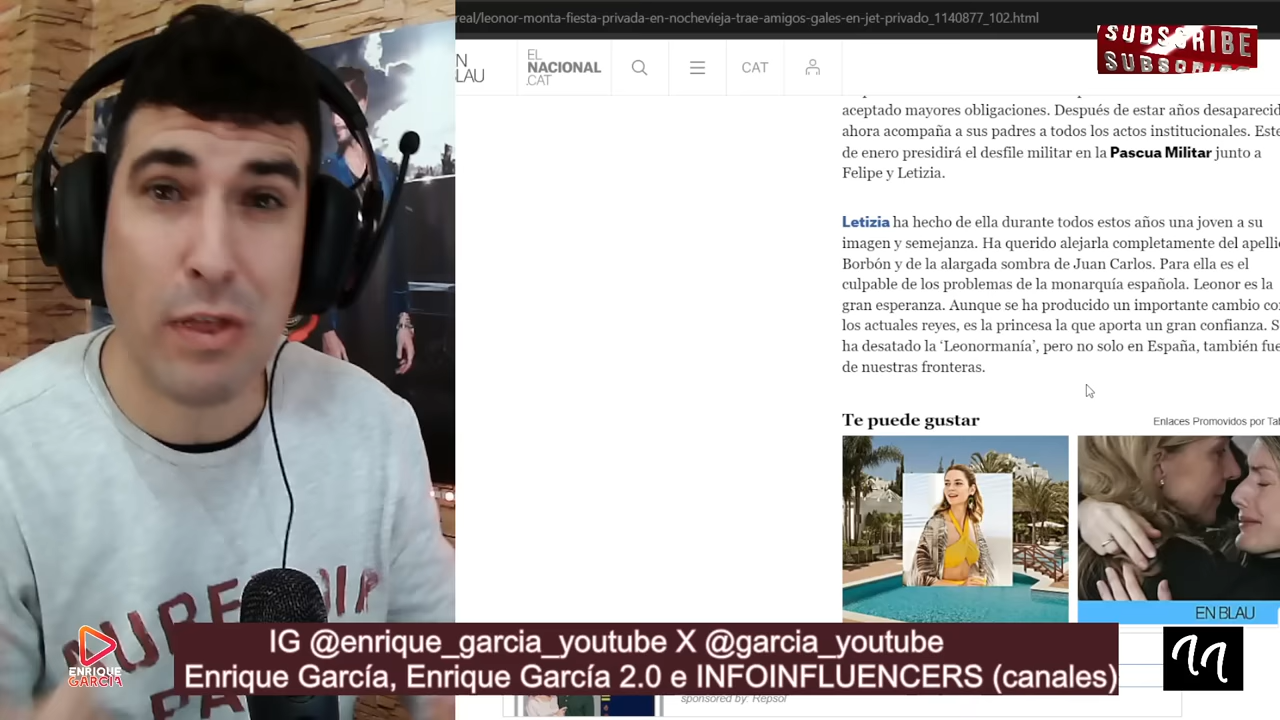 real/leonor-monta-fiesta-privada-en-nochevieja-trae-amigos-gales-en-jet-privado_1140877_102.html
SUBSCRIBE
EL
NACIONAL
.CAT
CAT
aceptado mayores obligaciones. Después de estar años desaparecid
ahora acompaña a sus padres a todos los actos institucionales. Este
de enero presidirá el desfile militar en la Pascua Militar junto a
Felipe y Letizia.
Letizia ha hecho de ella durante todos estos años una joven a su
imagen y semejanza. Ha querido alejarla completamente del apelli
Borbón y de la alargada sombra de Juan Carlos. Para ella es el
culpable de los problemas de la monarquía española. Leonor es la
gran esperanza. Aunque se ha producido un importante cambio co
los actuales reyes, es la princesa la que aporta un gran confianza. S
ha desatado la ‘Leonormanía’, pero no solo en España, también fue
de nuestras fronteras.
Te puede gustar
Enlaces Promovidos por Tab
EN BLAU
IG @enrique_garcia_youtube X @garcia_youtube
Enrique García, Enrique García 2.0 e INFOINFLUENCERS (canales)
ENRIQUE
GARCÍA
sponsored by: Repsol